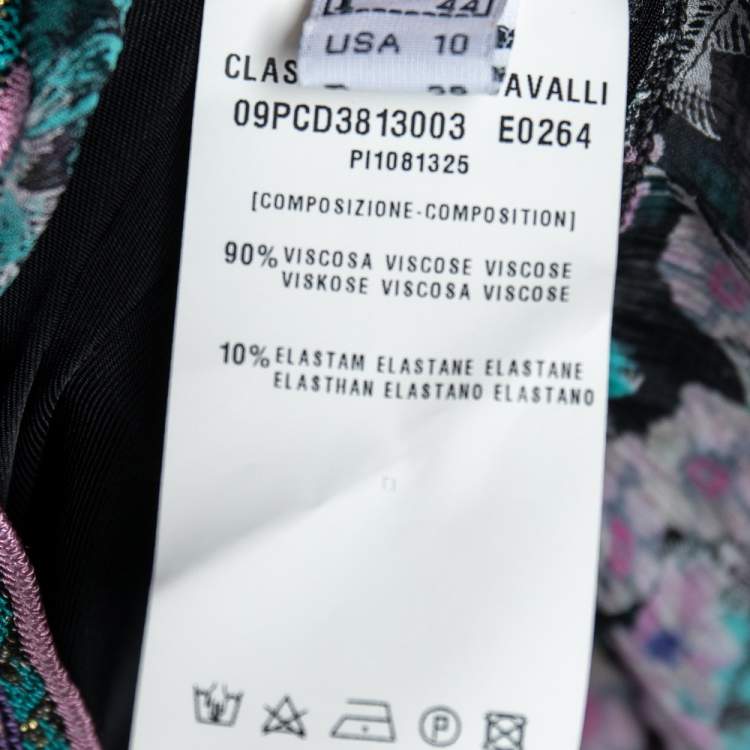 44
USA 10
38
CLAS AVALLI
09PCD3813003 E0264
PI1081325
[COMPOSIZIONE-COMPOSITION]
90% VISCOSA VISCOSE VISCOSE
VISKOSE VISCOSA VISCOSE
10% ELASTAM ELASTANE ELASTANE
ELASTHAN ELASTANO ELASTANO
P